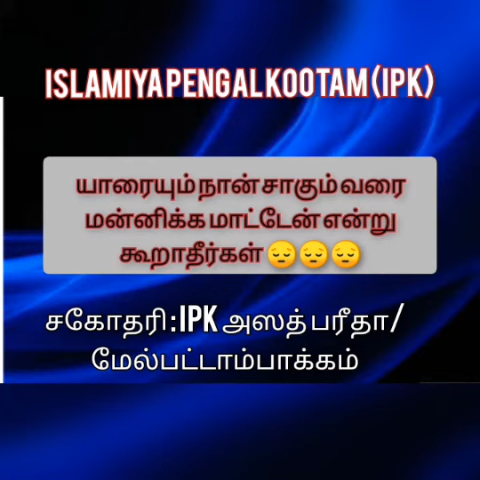 ISLAMIYA PENGAL KOOTAM (IPK)
யாரையும் நான் சாகும் வரை
மன்னிக்க மாட்டேன் என்று
கூறாதீர்கள் 😔😔😔
சகோதரி : IPK அஸத் பரீதா/
மேல்பட்டாம்பாக்கம்